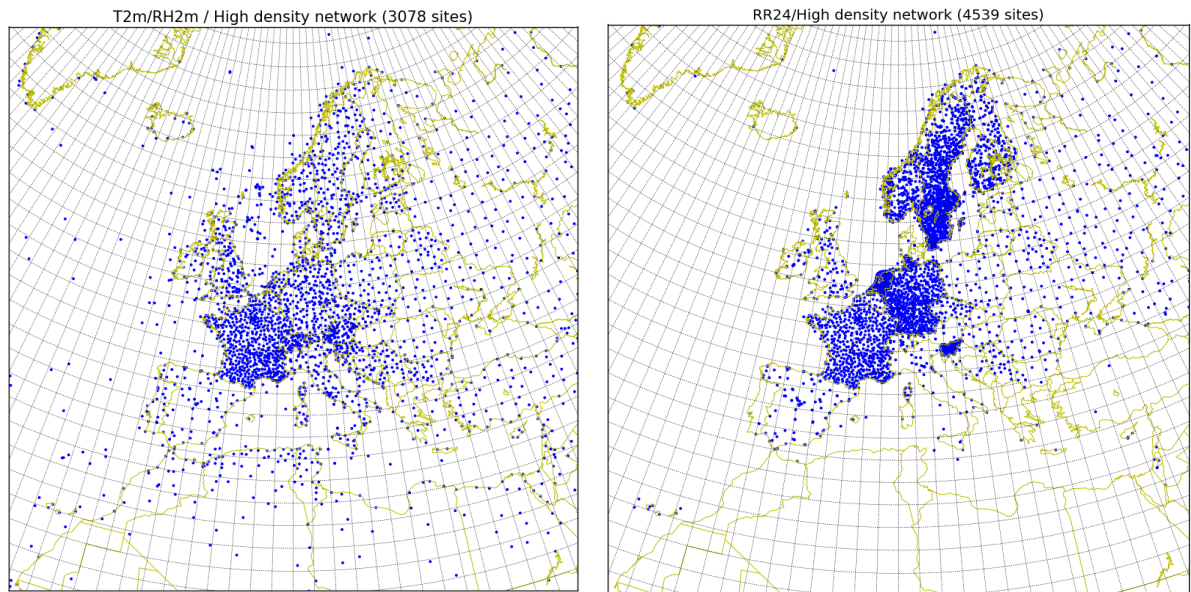 T2m/RH2m / High density network (3078 sites)
RR24/High density network (4539 sites)